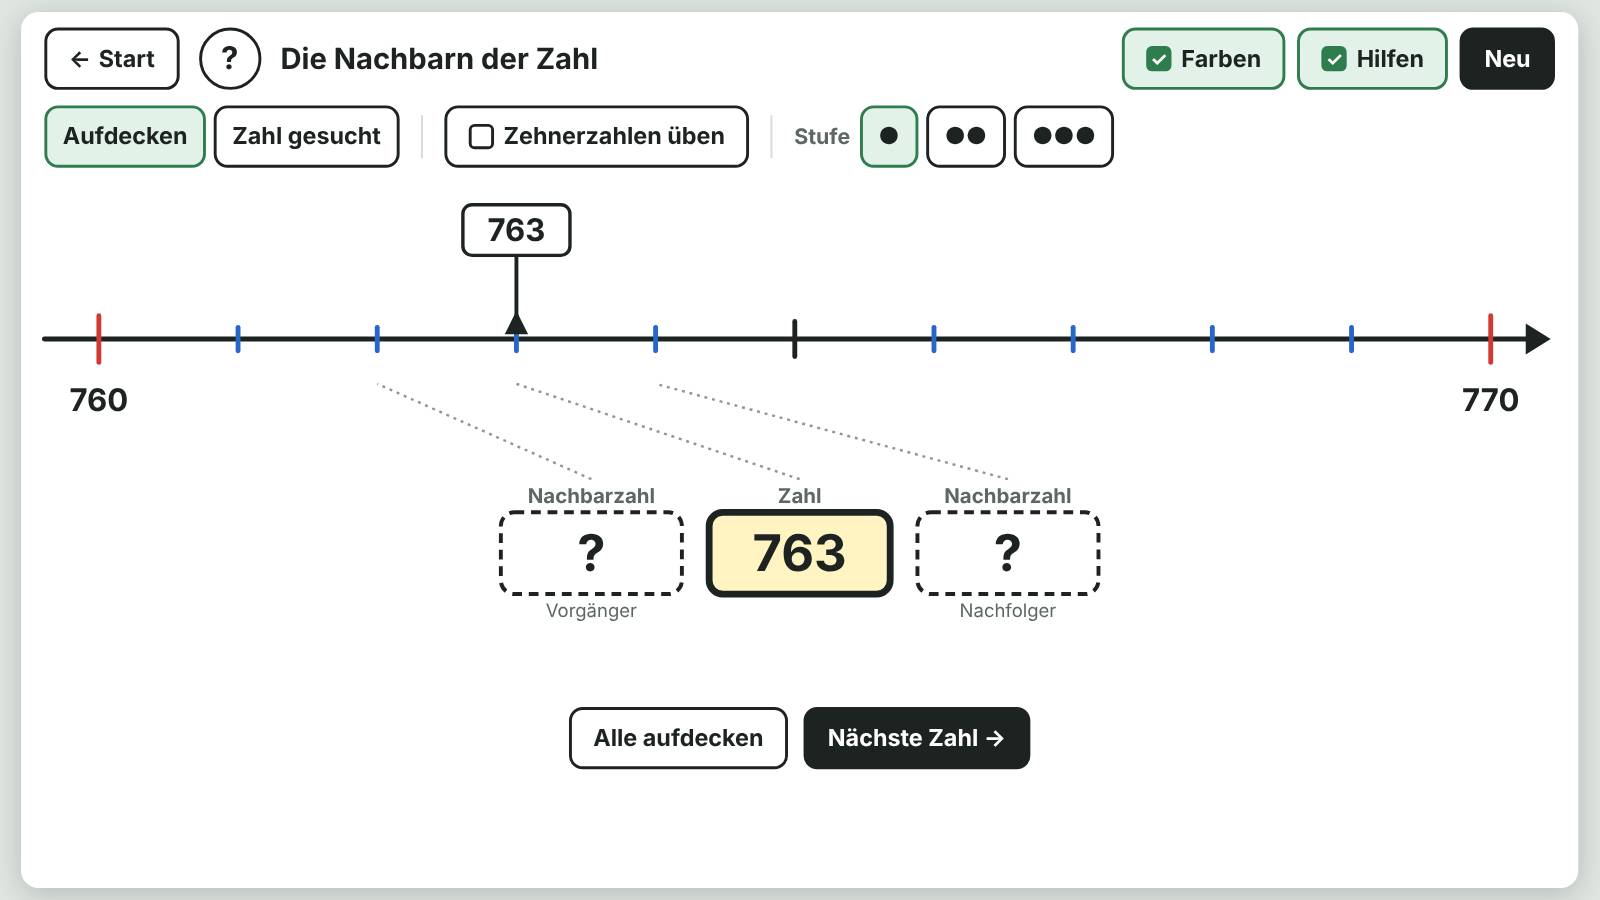 ← Start ? Die Nachbarn der Zahl Farben Hilfen Neu
Aufdecken Zahl gesucht Zehnerzahlen üben Stufe
763
760 770
Nachbarzahl Zahl Nachbarzahl
? 763 ?
Vorgänger Nachfolger
Alle aufdecken Nächste Zahl →